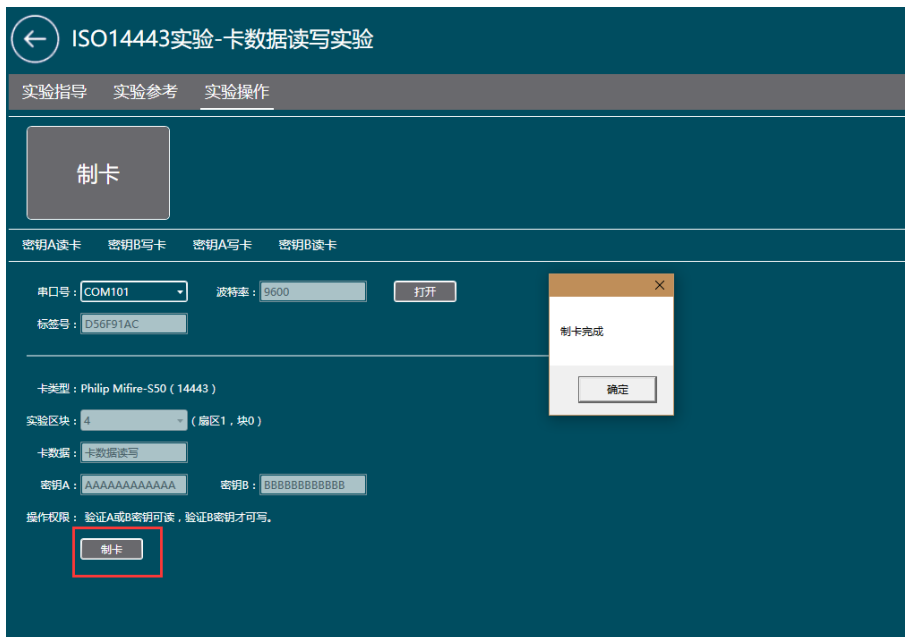 ISO14443实验-卡数据读写实验
实验指导 实验参考 实验操作
制卡
密钥A读卡 密钥B写卡 密钥A写卡 密钥B读卡
串口号：COM101 波特率：9600 打开
标签号：D56F91AC
制卡完成
确定
卡类型：Philip Mifire-S50（14443）
实验区块：4（扇区1，块0）
卡数据：卡数据读写
密钥A：AAAAAAAAAAAA 密钥B：BBBBBBBBBBBB
操作权限：验证A或B密钥可读，验证B密钥才可写。
制卡